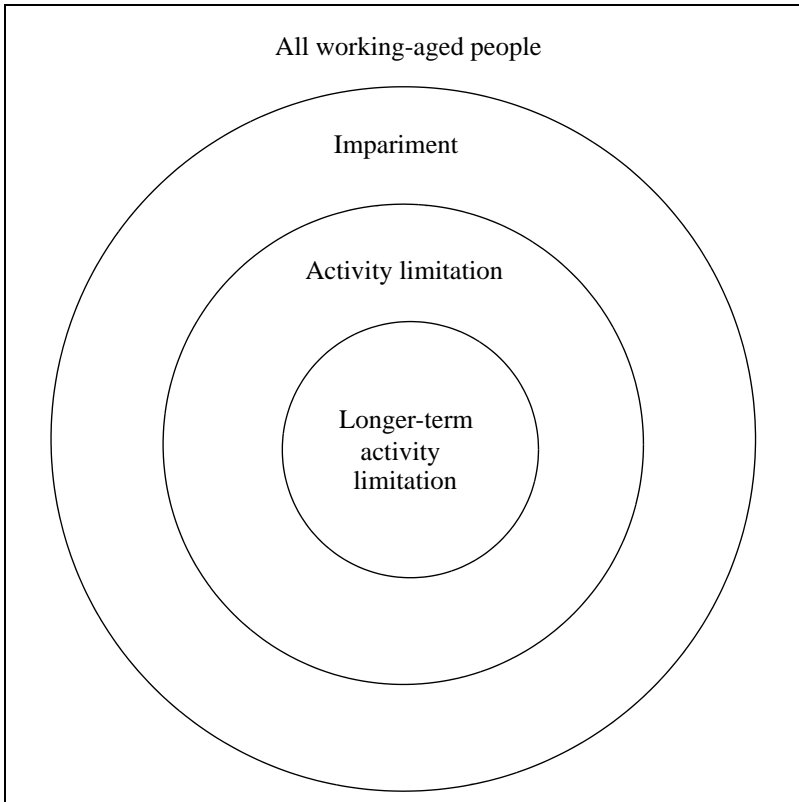 All working-aged people
Impariment
Activity limitation
Longer-term
activity
limitation